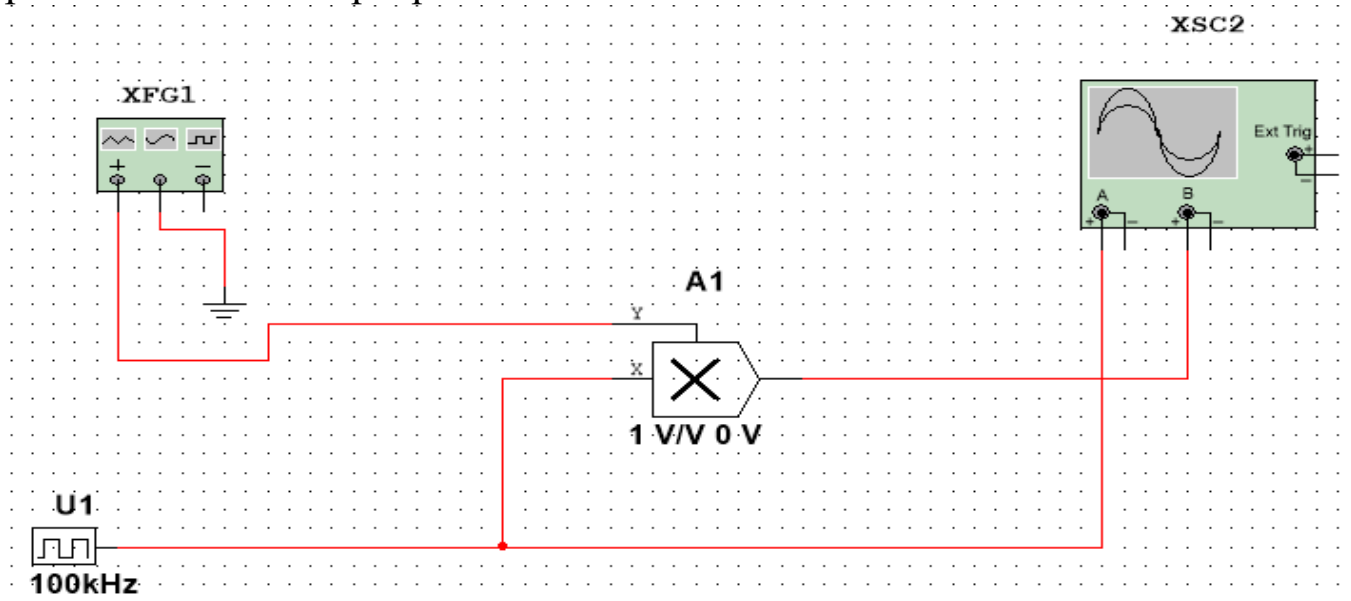 XSC2
XFG1
+
−
Ext Trig
+
−
A
B
+
−
+
−
A1
Y
X
1 V/V 0 V
U1
100kHz